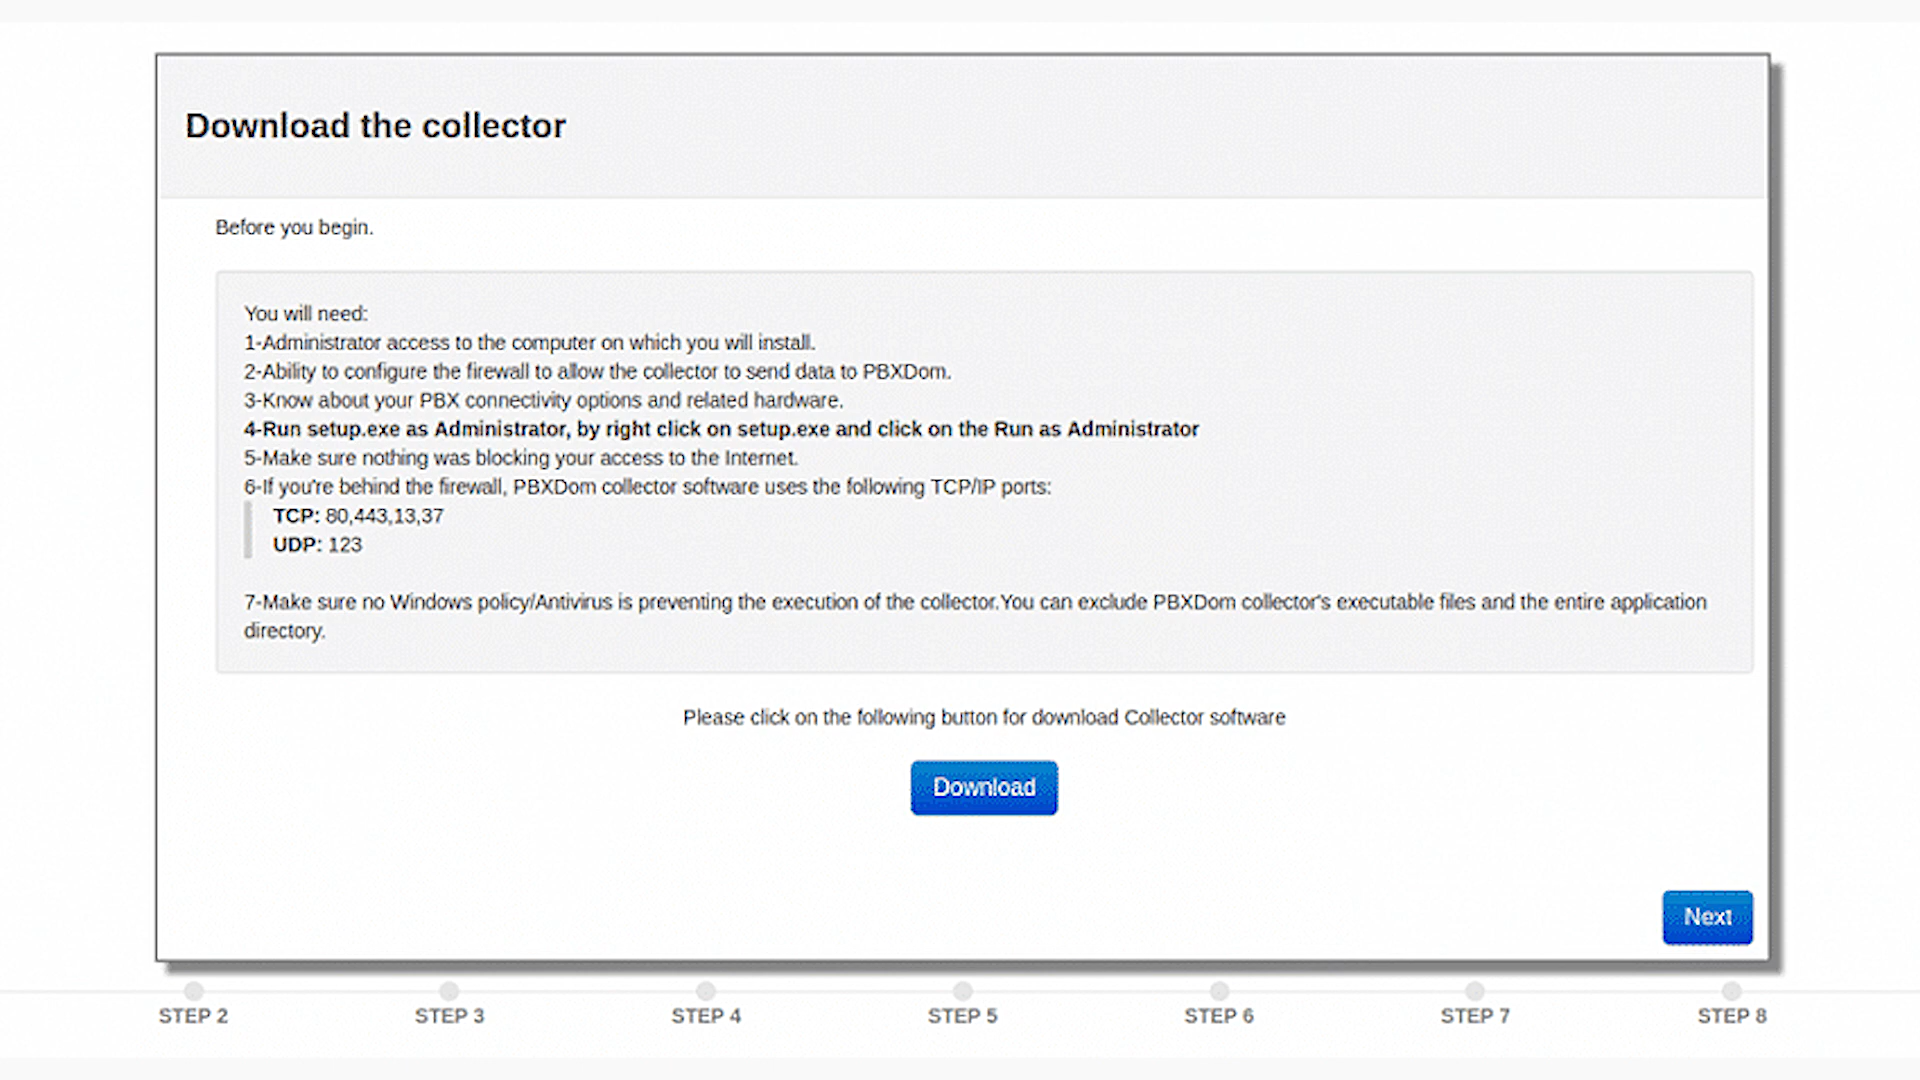 Download the collector
Before you begin.
You will need:
1-Administrator access to the computer on which you will install.
2-Ability to configure the firewall to allow the collector to send data to PBXDom.
3-Know about your PBX connectivity options and related hardware.
4-Run setup.exe as Administrator, by right click on setup.exe and click on the Run as Administrator
5-Make sure nothing was blocking your access to the Internet.
6-If you're behind the firewall, PBXDom collector software uses the following TCP/IP ports:
TCP: 80,443,13,37
UDP: 123
7-Make sure no Windows policy/Antivirus is preventing the execution of the collector.You can exclude PBXDom collector's executable files and the entire application
directory.
Please click on the following button for download Collector software
Download
Next
STEP 2 STEP 3 STEP 4 STEP 5 STEP 6 STEP 7 STEP 8